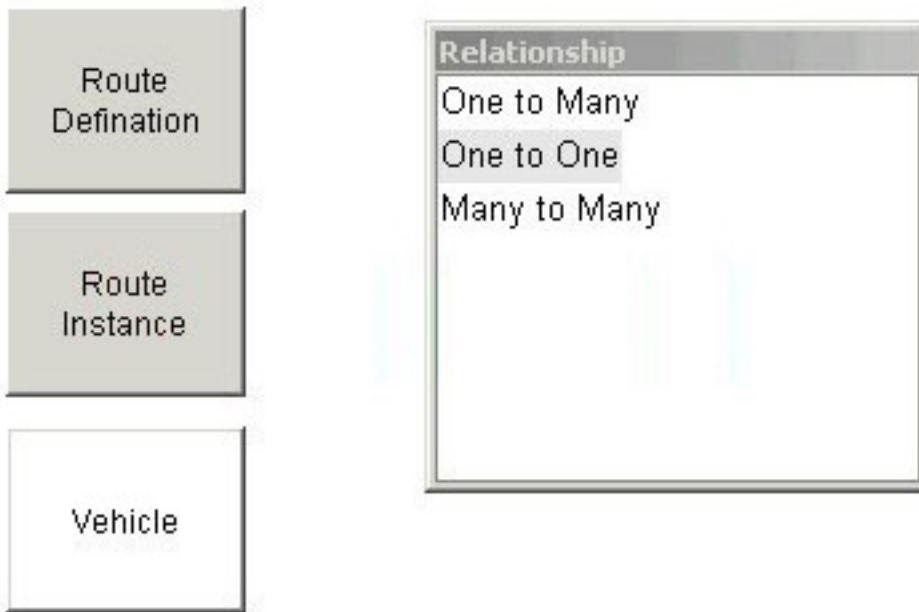 Route
Defination
Route
Instance
Vehicle
Relationship
One to Many
One to One
Many to Many